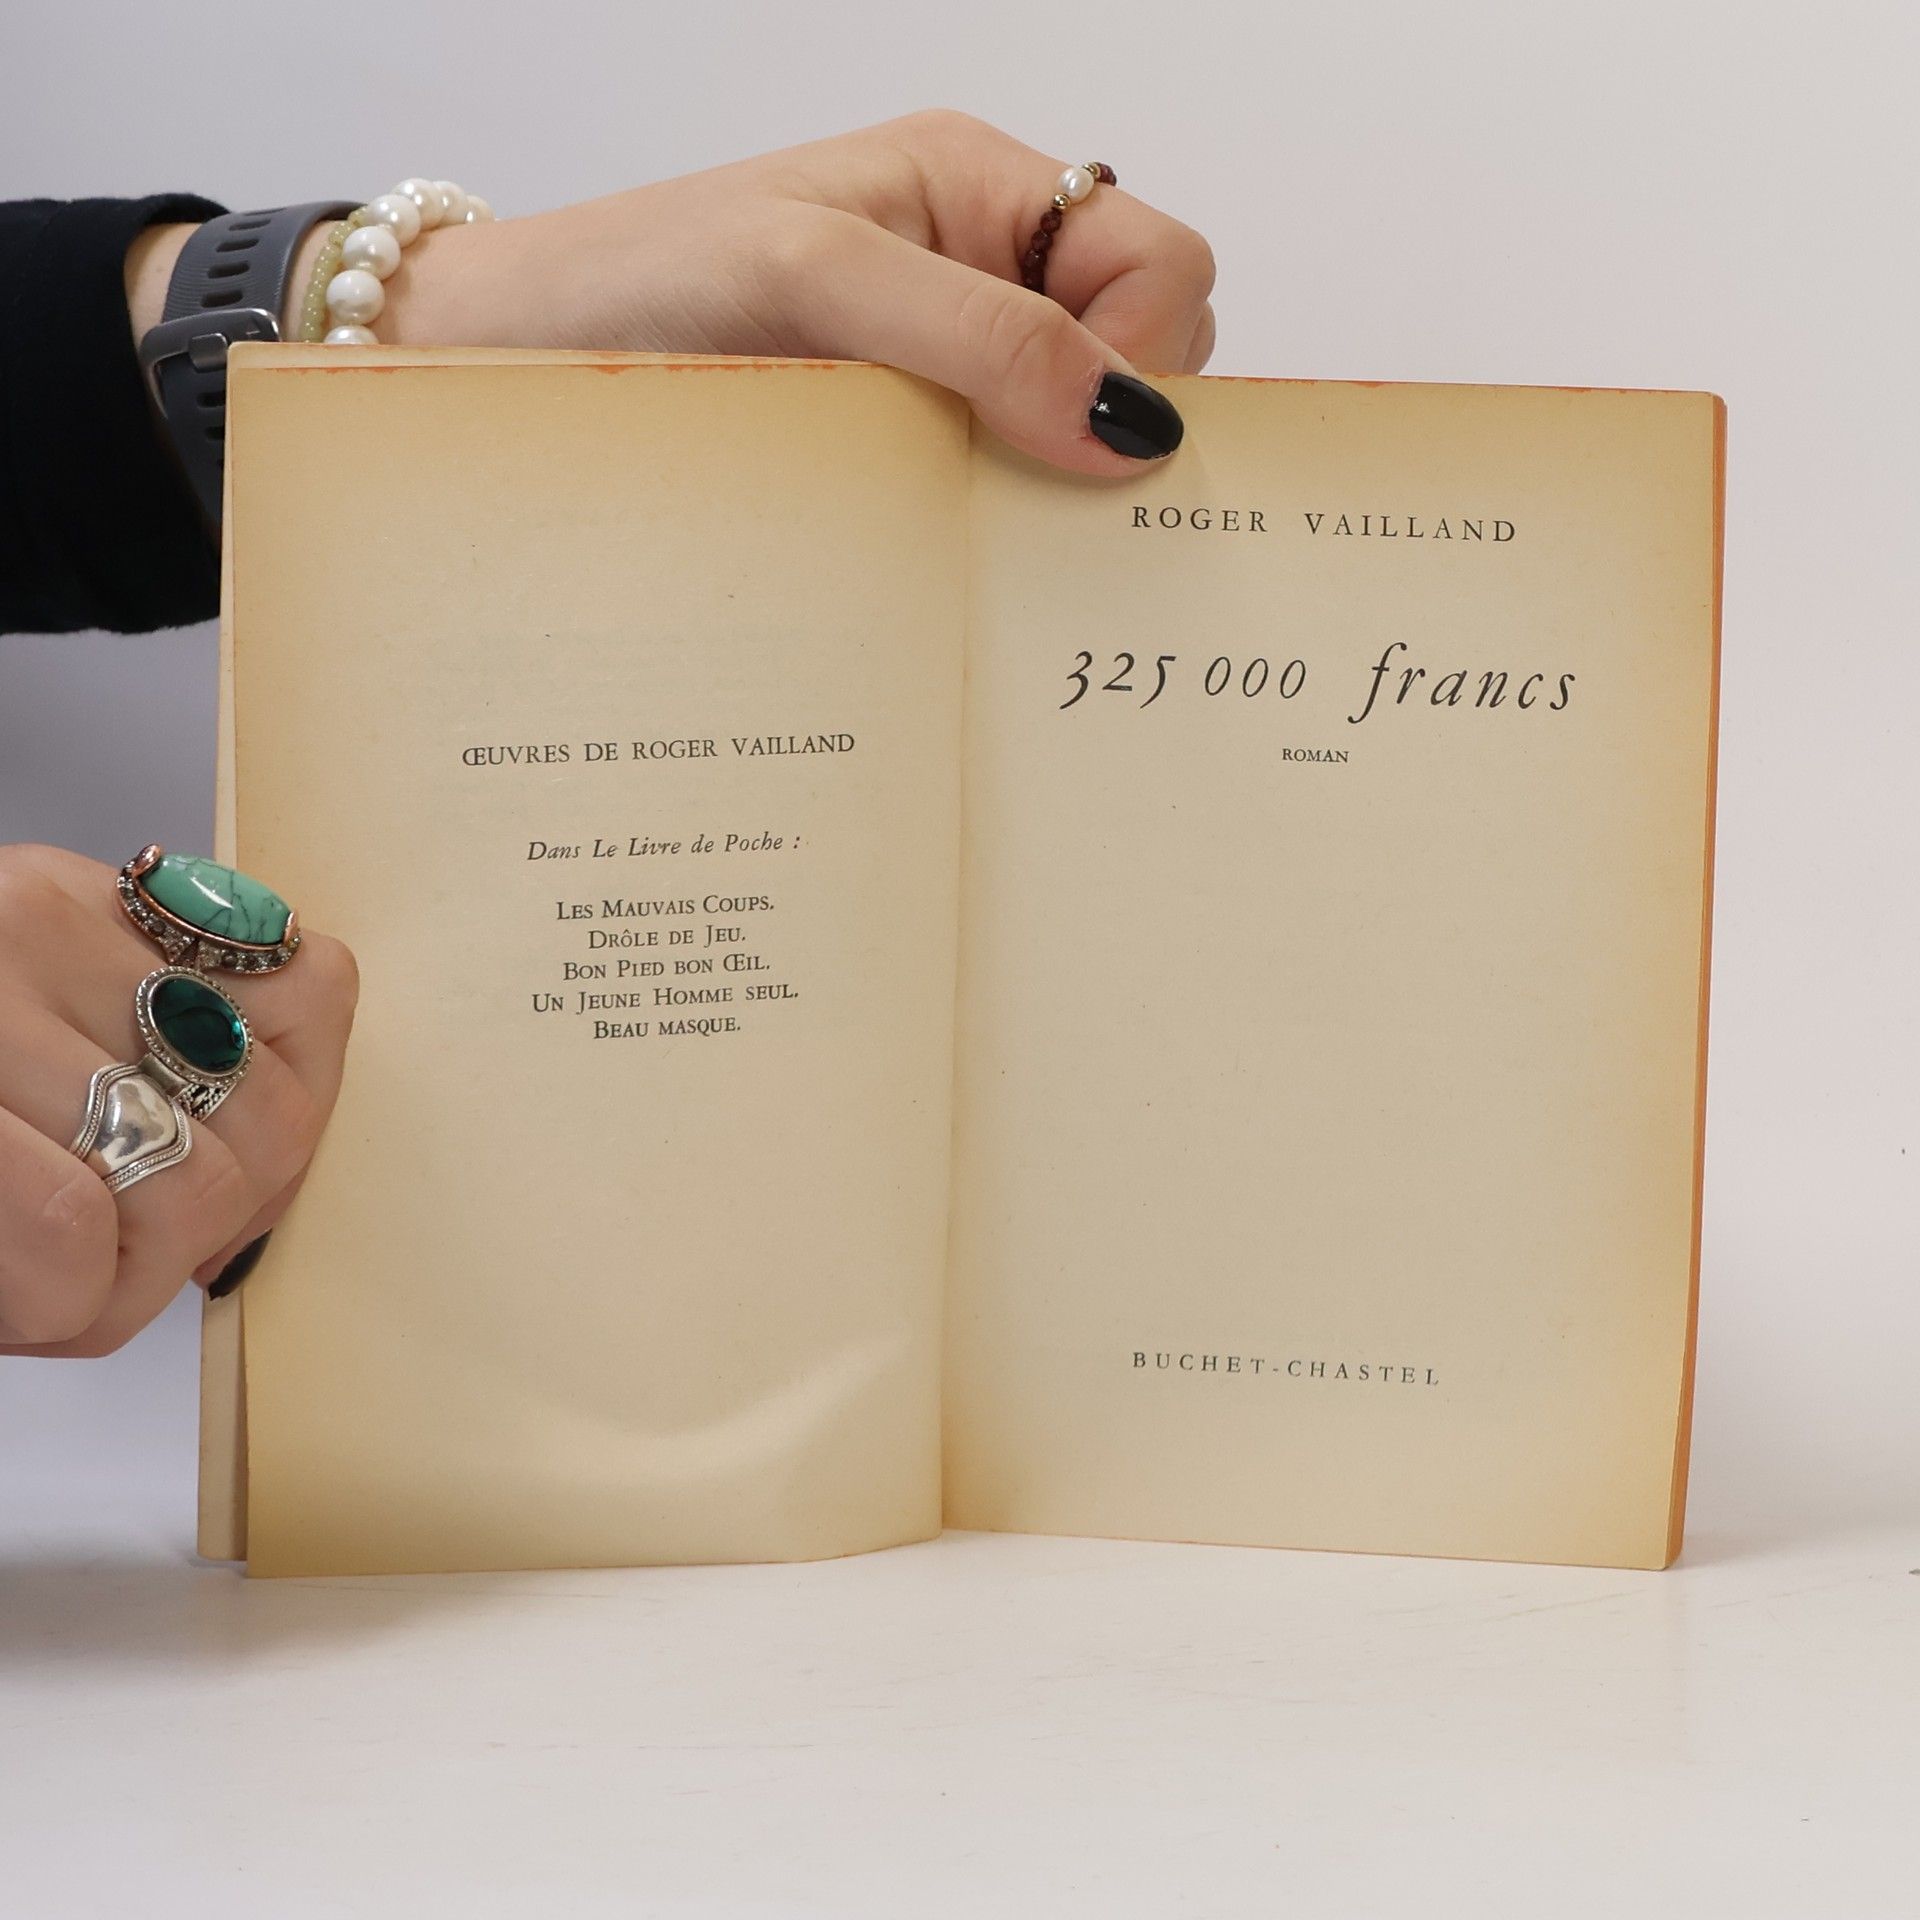 ŒUVRES DE ROGER VAILLAND
Dans Le Livre de Poche :
Les Mauvais Coups.
Drôle de Jeu.
Bon Pied bon Œil.
Un Jeune Homme seul.
Beau masque.
ROGER VAILLAND
325 000 francs
ROMAN
BUCHET-CHASTEL